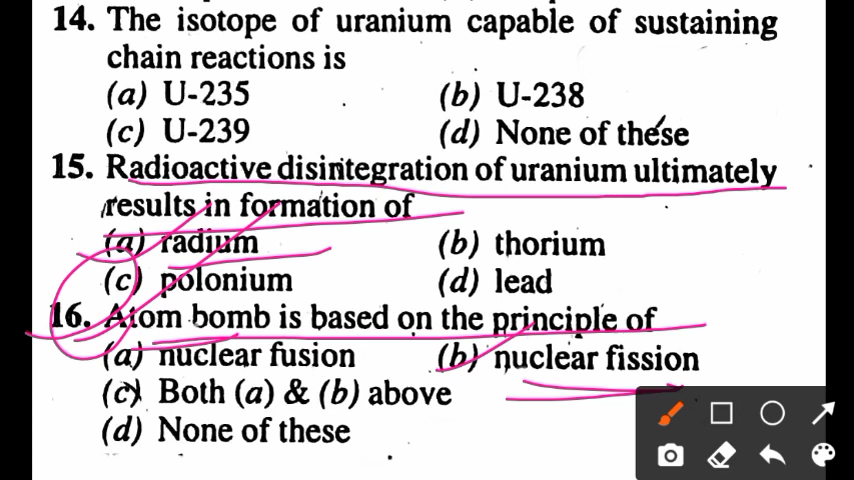 14. The isotope of uranium capable of sustaining
chain reactions is
(a) U-235 (b) U-238
(c) U-239 (d) None of these
15. Radioactive disintegration of uranium ultimately
results in formation of
(a) radium (b) thorium
(c) polonium (d) lead
16. Atom bomb is based on the principle of
(a) nuclear fusion (b) nuclear fission
(c) Both (a) & (b) above
(d) None of these